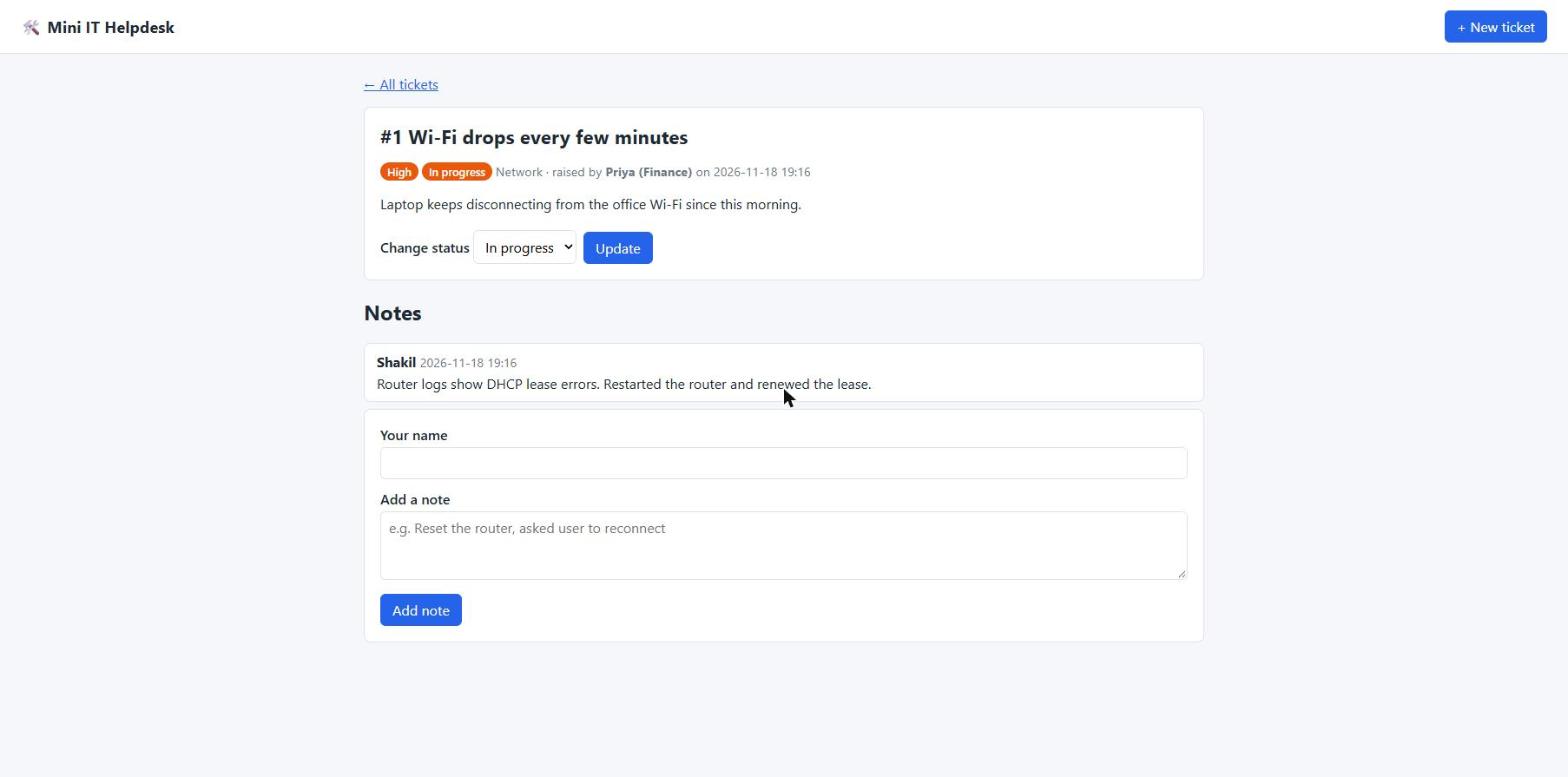 🛠️ Mini IT Helpdesk
+ New ticket
← All tickets
#1 Wi-Fi drops every few minutes
High In progress Network · raised by Priya (Finance) on 2026-11-18 19:16
Laptop keeps disconnecting from the office Wi-Fi since this morning.
Change status In progress Update
Notes
Shakil 2026-11-18 19:16
Router logs show DHCP lease errors. Restarted the router and renewed the lease.
Your name
Add a note
e.g. Reset the router, asked user to reconnect
Add note